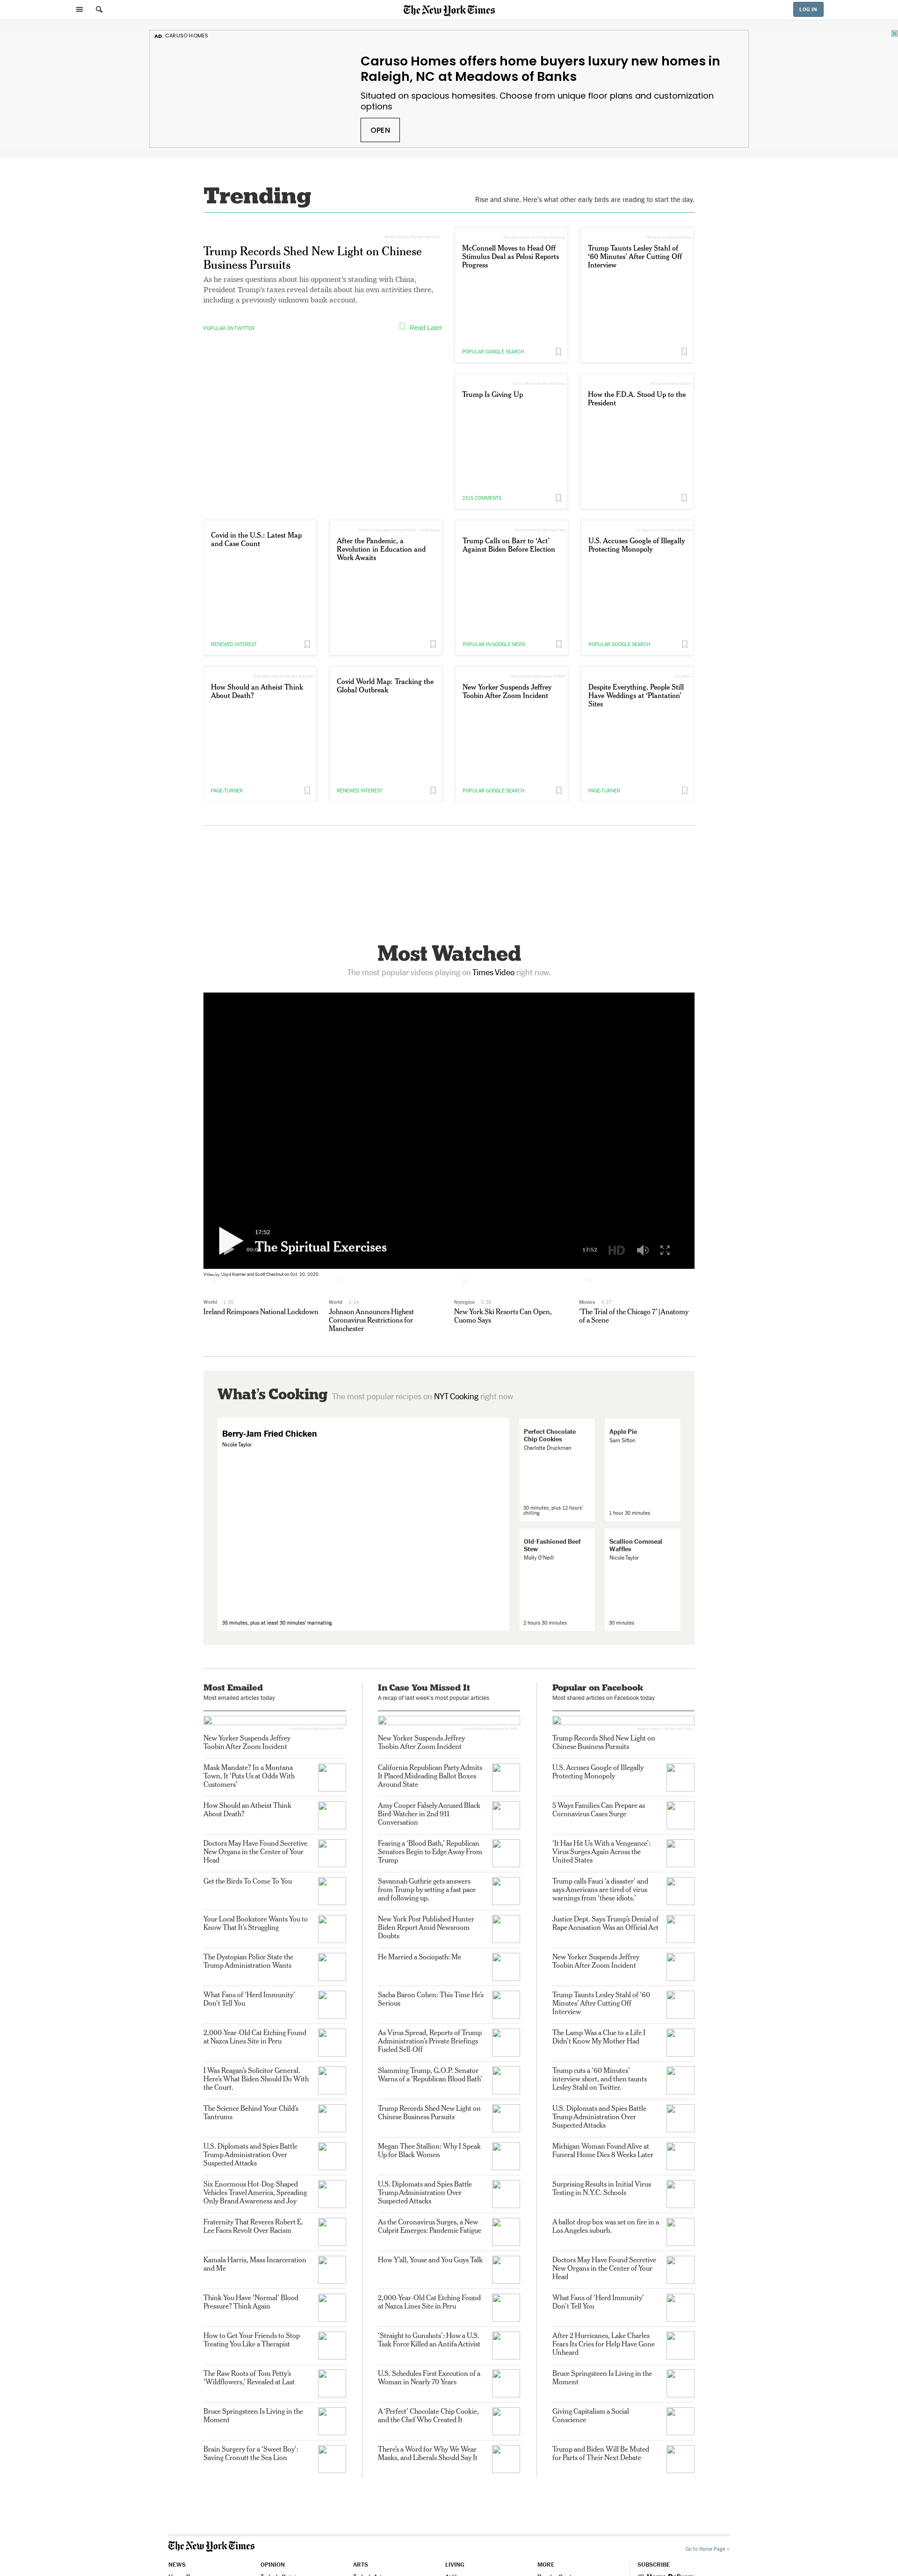 The New York Times
LOG IN
AD CARUSO HOMES
Caruso Homes offers home buyers luxury new homes in
Raleigh, NC at Meadows of Banks
Situated on spacious homesites. Choose from unique floor plans and customization
options
OPEN
Trending
Rise and shine. Here's what other early birds are reading to start the day.
Trump Records Shed New Light on Chinese
Business Pursuits
As he raises questions about his opponent's standing with China,
President Trump's taxes reveal details about his own activities there,
including a previously unknown bank account.
POPULAR ON TWITTER
Read Later
McConnell Moves to Head Off
Stimulus Deal as Pelosi Reports
Progress
POPULAR GOOGLE SEARCH
Trump Taunts Lesley Stahl of
‘60 Minutes’ After Cutting Off
Interview
Trump Is Giving Up
2315 COMMENTS
How the F.D.A. Stood Up to the
President
Covid in the U.S.: Latest Map
and Case Count
RENEWED INTEREST
After the Pandemic, a
Revolution in Education and
Work Awaits
Trump Calls on Barr to ‘Act’
Against Biden Before Election
POPULAR IN GOOGLE NEWS
U.S. Accuses Google of Illegally
Protecting Monopoly
POPULAR GOOGLE SEARCH
How Should an Atheist Think
About Death?
PAGE-TURNER
Covid World Map: Tracking the
Global Outbreak
RENEWED INTEREST
New Yorker Suspends Jeffrey
Toobin After Zoom Incident
POPULAR GOOGLE SEARCH
Despite Everything, People Still
Have Weddings at ‘Plantation’
Sites
PAGE-TURNER
Most Watched
The most popular videos playing on Times Video right now.
17:52
The Spiritual Exercises
17:52 HD
Video by Lloyd Kramer and Scott Chestnut on Oct. 20, 2020.
World
Ireland Reimposes National Lockdown
World 1:14
Johnson Announces Highest
Coronavirus Restrictions for
Manchester
Nyregion
New York Ski Resorts Can Open,
Cuomo Says
Movies
‘The Trial of the Chicago 7’ | Anatomy
of a Scene
What's Cooking The most popular recipes on NYT Cooking right now
Berry-Jam Fried Chicken
Nicole Taylor
35 minutes, plus at least 30 minutes' marinating
Perfect Chocolate
Chip Cookies
Charlotte Druckman
30 minutes, plus 12 hours'
chilling
Apple Pie
Sam Sifton
1 hour 30 minutes
Old-Fashioned Beef
Stew
Molly O'Neill
2 hours 30 minutes
Scallion Cornmeal
Waffles
Nicole Taylor
30 minutes
Most Emailed
Most emailed articles today
New Yorker Suspends Jeffrey
Toobin After Zoom Incident
Mask Mandate? In a Montana
Town, It ‘Puts Us at Odds With
Customers’
How Should an Atheist Think
About Death?
Doctors May Have Found Secretive
New Organs in the Center of Your
Head
Get the Birds To Come To You
Your Local Bookstore Wants You to
Know That It's Struggling
The Dystopian Police State the
Trump Administration Wants
What Fans of ‘Herd Immunity’
Don't Tell You
2,000-Year-Old Cat Etching Found
at Nazca Lines Site in Peru
I Was Reagan's Solicitor General.
Here's What Biden Should Do With
the Court.
The Science Behind Your Child's
Tantrums
U.S. Diplomats and Spies Battle
Trump Administration Over
Suspected Attacks
Six Enormous Hot-Dog-Shaped
Vehicles Travel America, Spreading
Only Brand Awareness and Joy
Fraternity That Reveres Robert E.
Lee Faces Revolt Over Racism
Kamala Harris, Mass Incarceration
and Me
Think You Have ‘Normal’ Blood
Pressure? Think Again
How to Get Your Friends to Stop
Treating You Like a Therapist
The Raw Roots of Tom Petty's
‘Wildflowers,’ Revealed at Last
Bruce Springsteen Is Living in the
Moment
Brain Surgery for a ‘Sweet Boy’:
Saving Cronutt the Sea Lion
In Case You Missed It
A recap of last week's most popular articles
New Yorker Suspends Jeffrey
Toobin After Zoom Incident
California Republican Party Admits
It Placed Misleading Ballot Boxes
Around State
Amy Cooper Falsely Accused Black
Bird-Watcher in 2nd 911
Conversation
Fearing a ‘Blood Bath,’ Republican
Senators Begin to Edge Away From
Trump
Savannah Guthrie gets answers
from Trump by setting a fast pace
and following up.
New York Post Published Hunter
Biden Report Amid Newsroom
Doubts
He Married a Sociopath: Me
Sacha Baron Cohen: This Time He's
Serious
As Virus Spread, Reports of Trump
Administration's Private Briefings
Fueled Sell-Off
Slamming Trump, G.O.P. Senator
Warns of a ‘Republican Blood Bath’
Trump Records Shed New Light on
Chinese Business Pursuits
Megan Thee Stallion: Why I Speak
Up for Black Women
U.S. Diplomats and Spies Battle
Trump Administration Over
Suspected Attacks
As the Coronavirus Surges, a New
Culprit Emerges: Pandemic Fatigue
How Y'all, Youse and You Guys Talk
2,000-Year-Old Cat Etching Found
at Nazca Lines Site in Peru
‘Straight to Gunshots’: How a U.S.
Task Force Killed an Antifa Activist
U.S. Schedules First Execution of a
Woman in Nearly 70 Years
A ‘Perfect’ Chocolate Chip Cookie,
and the Chef Who Created It
There's a Word for Why We Wear
Masks, and Liberals Should Say It
Popular on Facebook
Most shared articles on Facebook today
Trump Records Shed New Light on
Chinese Business Pursuits
U.S. Accuses Google of Illegally
Protecting Monopoly
5 Ways Families Can Prepare as
Coronavirus Cases Surge
‘It Has Hit Us With a Vengeance’:
Virus Surges Again Across the
United States
Trump calls Fauci ‘a disaster’ and
says Americans are tired of virus
warnings from ‘these idiots.’
Justice Dept. Says Trump's Denial of
Rape Accusation Was an Official Act
New Yorker Suspends Jeffrey
Toobin After Zoom Incident
Trump Taunts Lesley Stahl of ‘60
Minutes’ After Cutting Off
Interview
The Lamp Was a Clue to a Life I
Didn't Know My Mother Had
Trump cuts a ‘60 Minutes’
interview short, and then taunts
Lesley Stahl on Twitter.
U.S. Diplomats and Spies Battle
Trump Administration Over
Suspected Attacks
Michigan Woman Found Alive at
Funeral Home Dies 8 Weeks Later
Surprising Results in Initial Virus
Testing in N.Y.C. Schools
A ballot drop box was set on fire in a
Los Angeles suburb.
Doctors May Have Found Secretive
New Organs in the Center of Your
Head
What Fans of ‘Herd Immunity’
Don't Tell You
After 2 Hurricanes, Lake Charles
Fears Its Cries for Help Have Gone
Unheard
Bruce Springsteen Is Living in the
Moment
Giving Capitalism a Social
Conscience
Trump and Biden Will Be Muted
for Parts of Their Next Debate
The New York Times
Go to Home Page »
NEWS OPINION ARTS LIVING MORE SUBSCRIBE